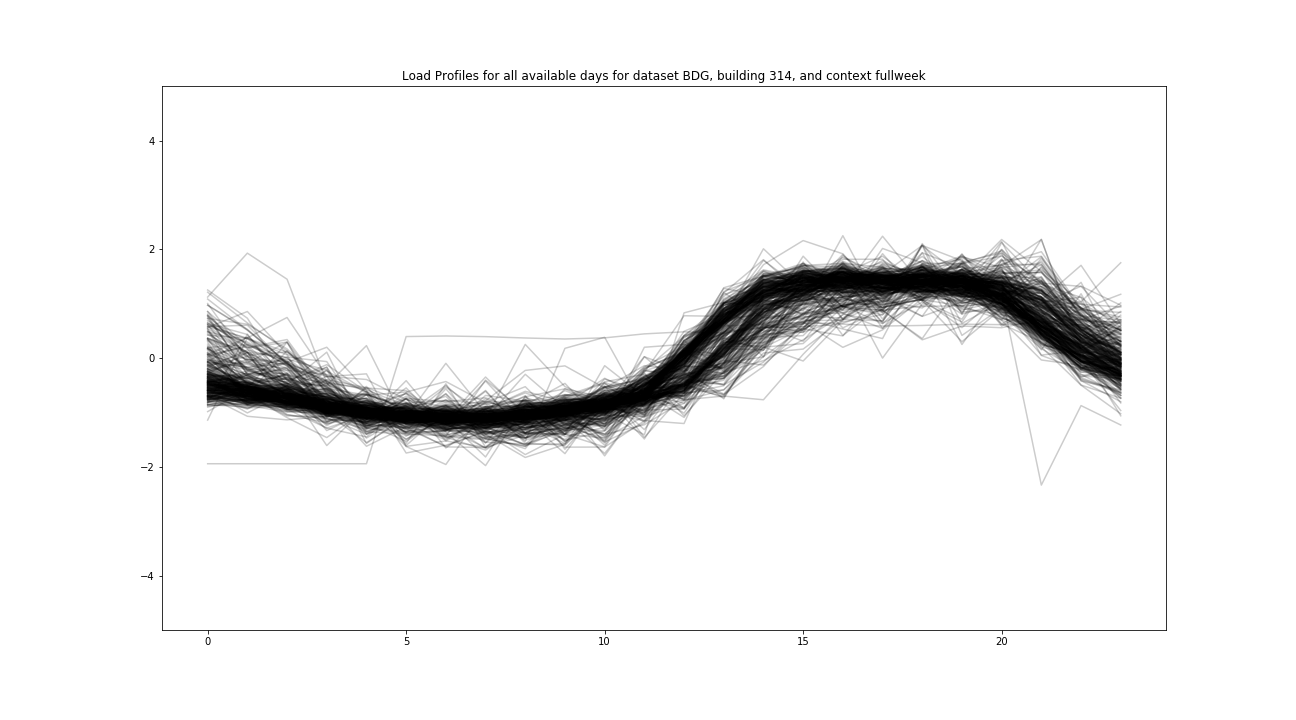 Load Profiles for all available days for dataset BDG, building 314, and context fullweek
4
2
0
−2
−4
0 5 10 15 20